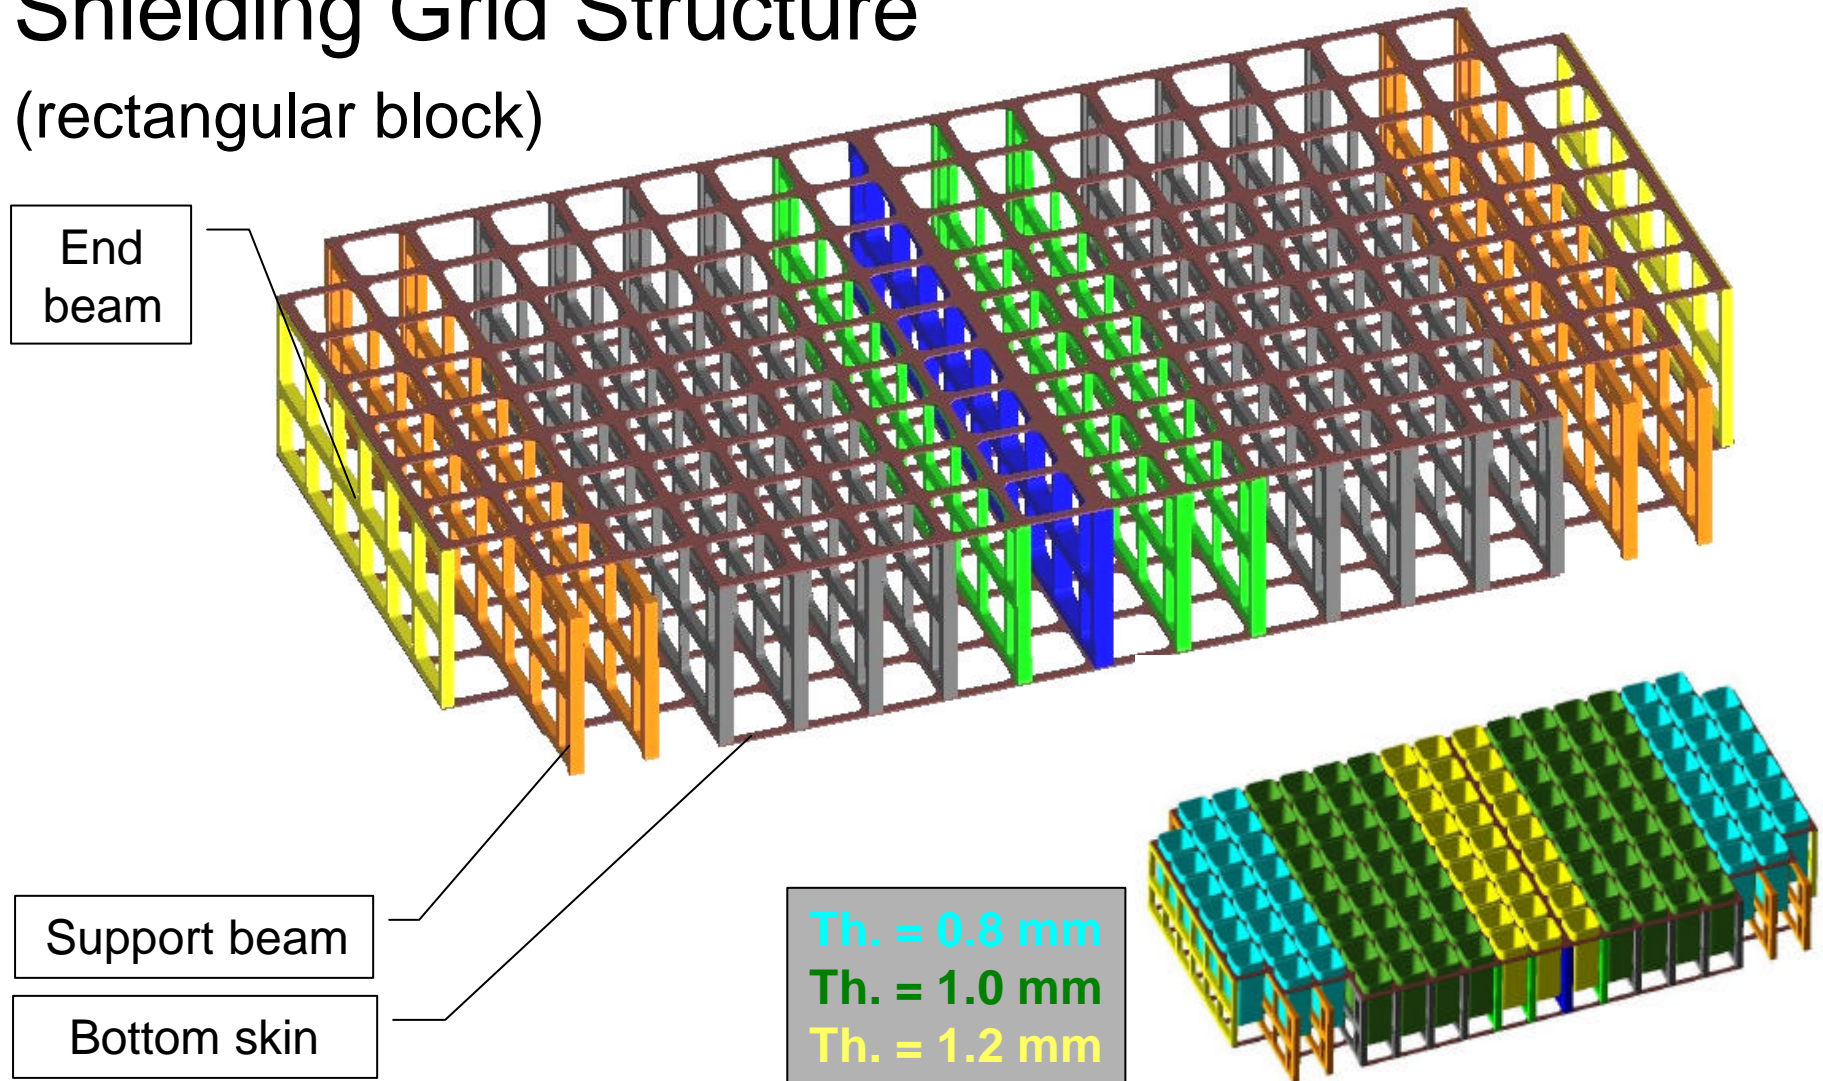 Shielding Grid Structure
(rectangular block)
End
beam
Support beam
Bottom skin
Th. = 0.8 mm
Th. = 1.0 mm
Th. = 1.2 mm